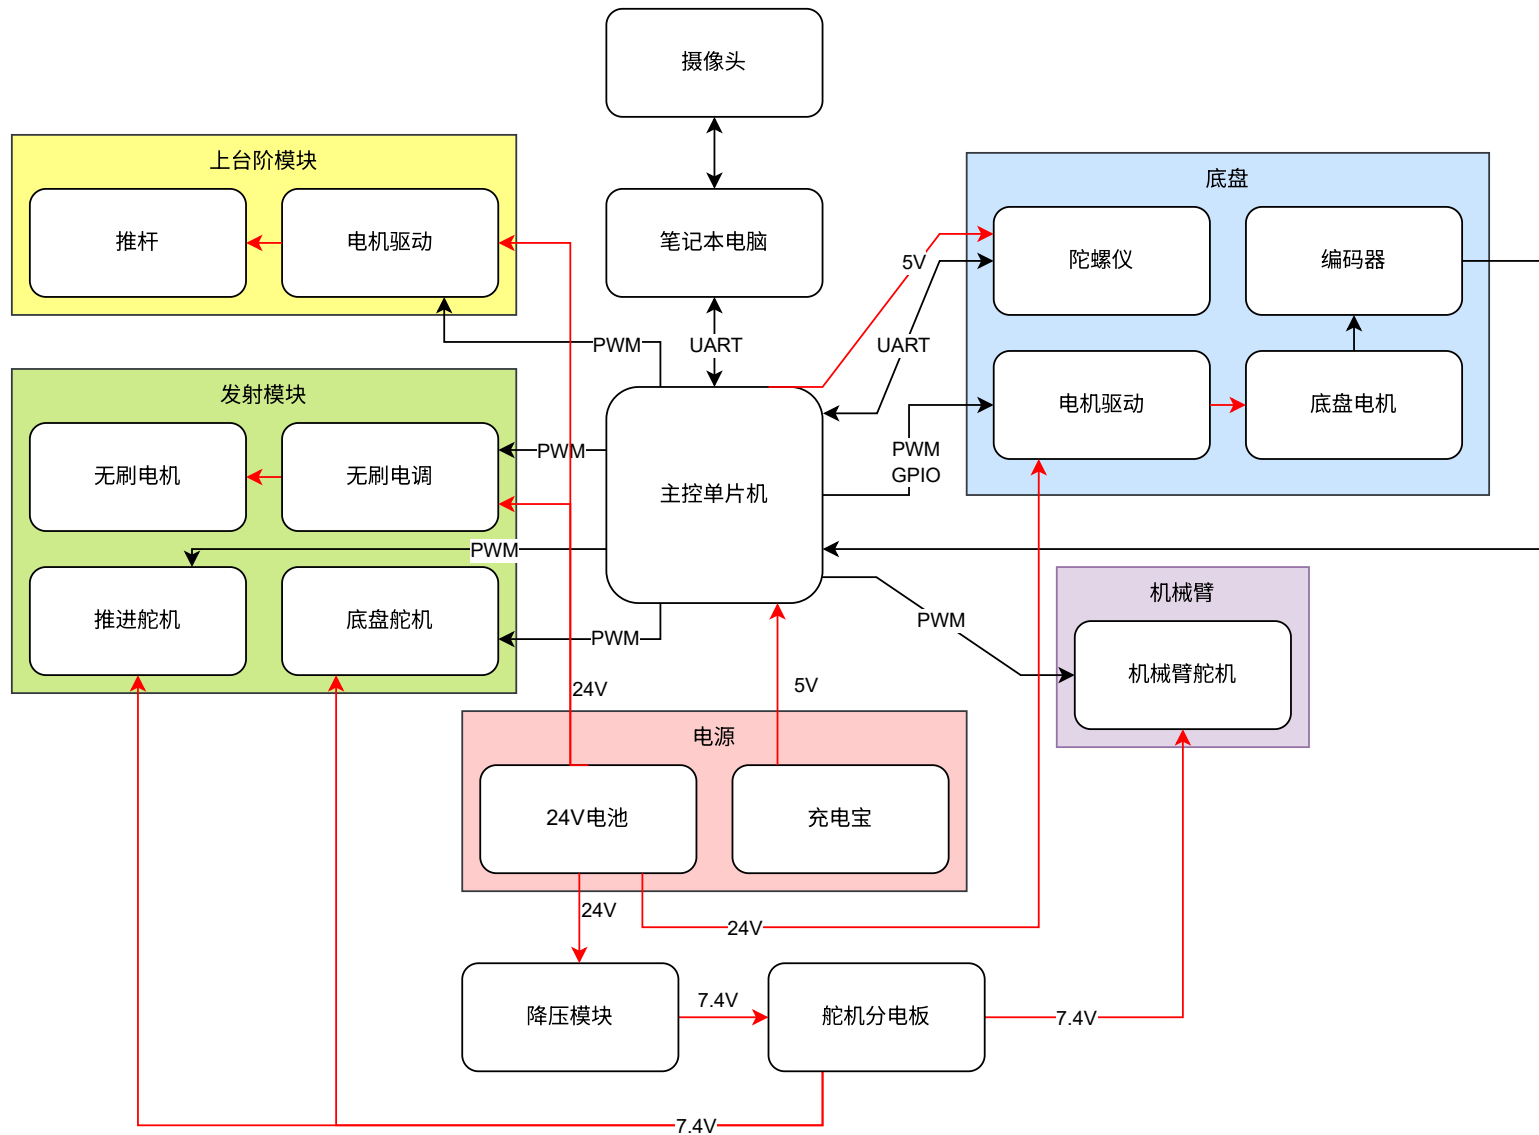 摄像头
上台阶模块
推杆
电机驱动
笔记本电脑
底盘
陀螺仪
编码器
5V
UART
PWM
UART
电机驱动
底盘电机
PWM
GPIO
发射模块
无刷电机
无刷电调
PWM
主控单片机
PWM
推进舵机
底盘舵机
PWM
PWM
机械臂
机械臂舵机
24V
5V
电源
24V电池
充电宝
24V
24V
降压模块
7.4V
舵机分电板
7.4V
7.4V